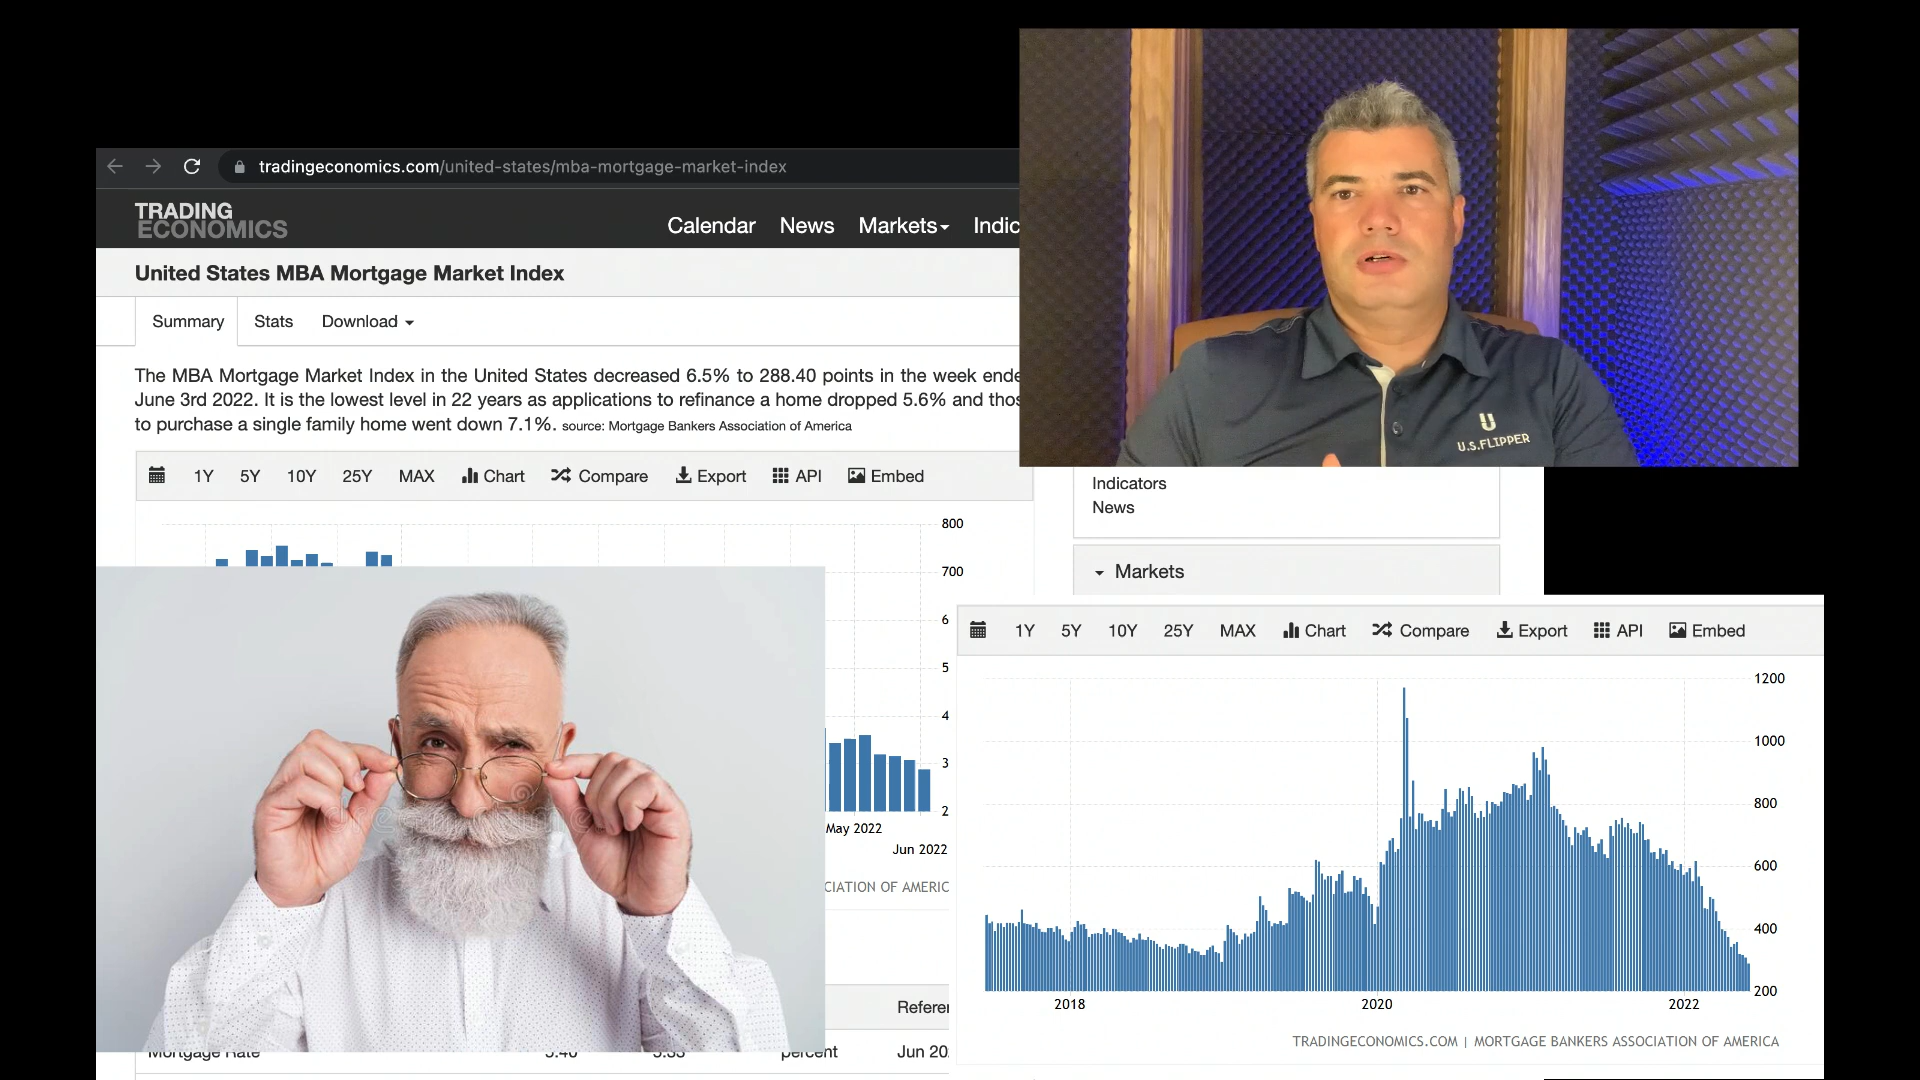 tradingeconomics.com/united-states/mba-mortgage-market-index
TRADING
ECONOMICS
Calendar News Markets Indic
United States MBA Mortgage Market Index
Summary Stats Download
The MBA Mortgage Market Index in the United States decreased 6.5% to 288.40 points in the week ende
June 3rd 2022. It is the lowest level in 22 years as applications to refinance a home dropped 5.6% and thos
to purchase a single family home went down 7.1%. source: Mortgage Bankers Association of America
1Y 5Y 10Y 25Y MAX Chart Compare Export API Embed
800
700
6
5
4
3
2
May 2022
Jun 2022
CIATION OF AMERIC
Refere
Mortgage Rate percent Jun 20
U
U.S.FLIPPER
Indicators
News
Markets
1Y 5Y 10Y 25Y MAX Chart Compare Export API Embed
1200
1000
800
600
400
200
2018 2020 2022
TRADINGECONOMICS.COM | MORTGAGE BANKERS ASSOCIATION OF AMERICA